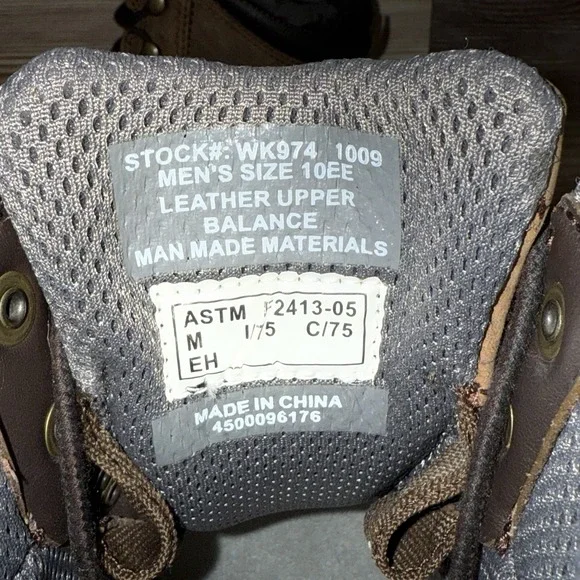 STOCK#: WK974 1009
MEN'S SIZE 10EE
LEATHER UPPER
BALANCE
MAN MADE MATERIALS
ASTM F2413-05
M I/75 C/75
EH
MADE IN CHINA
4500096176